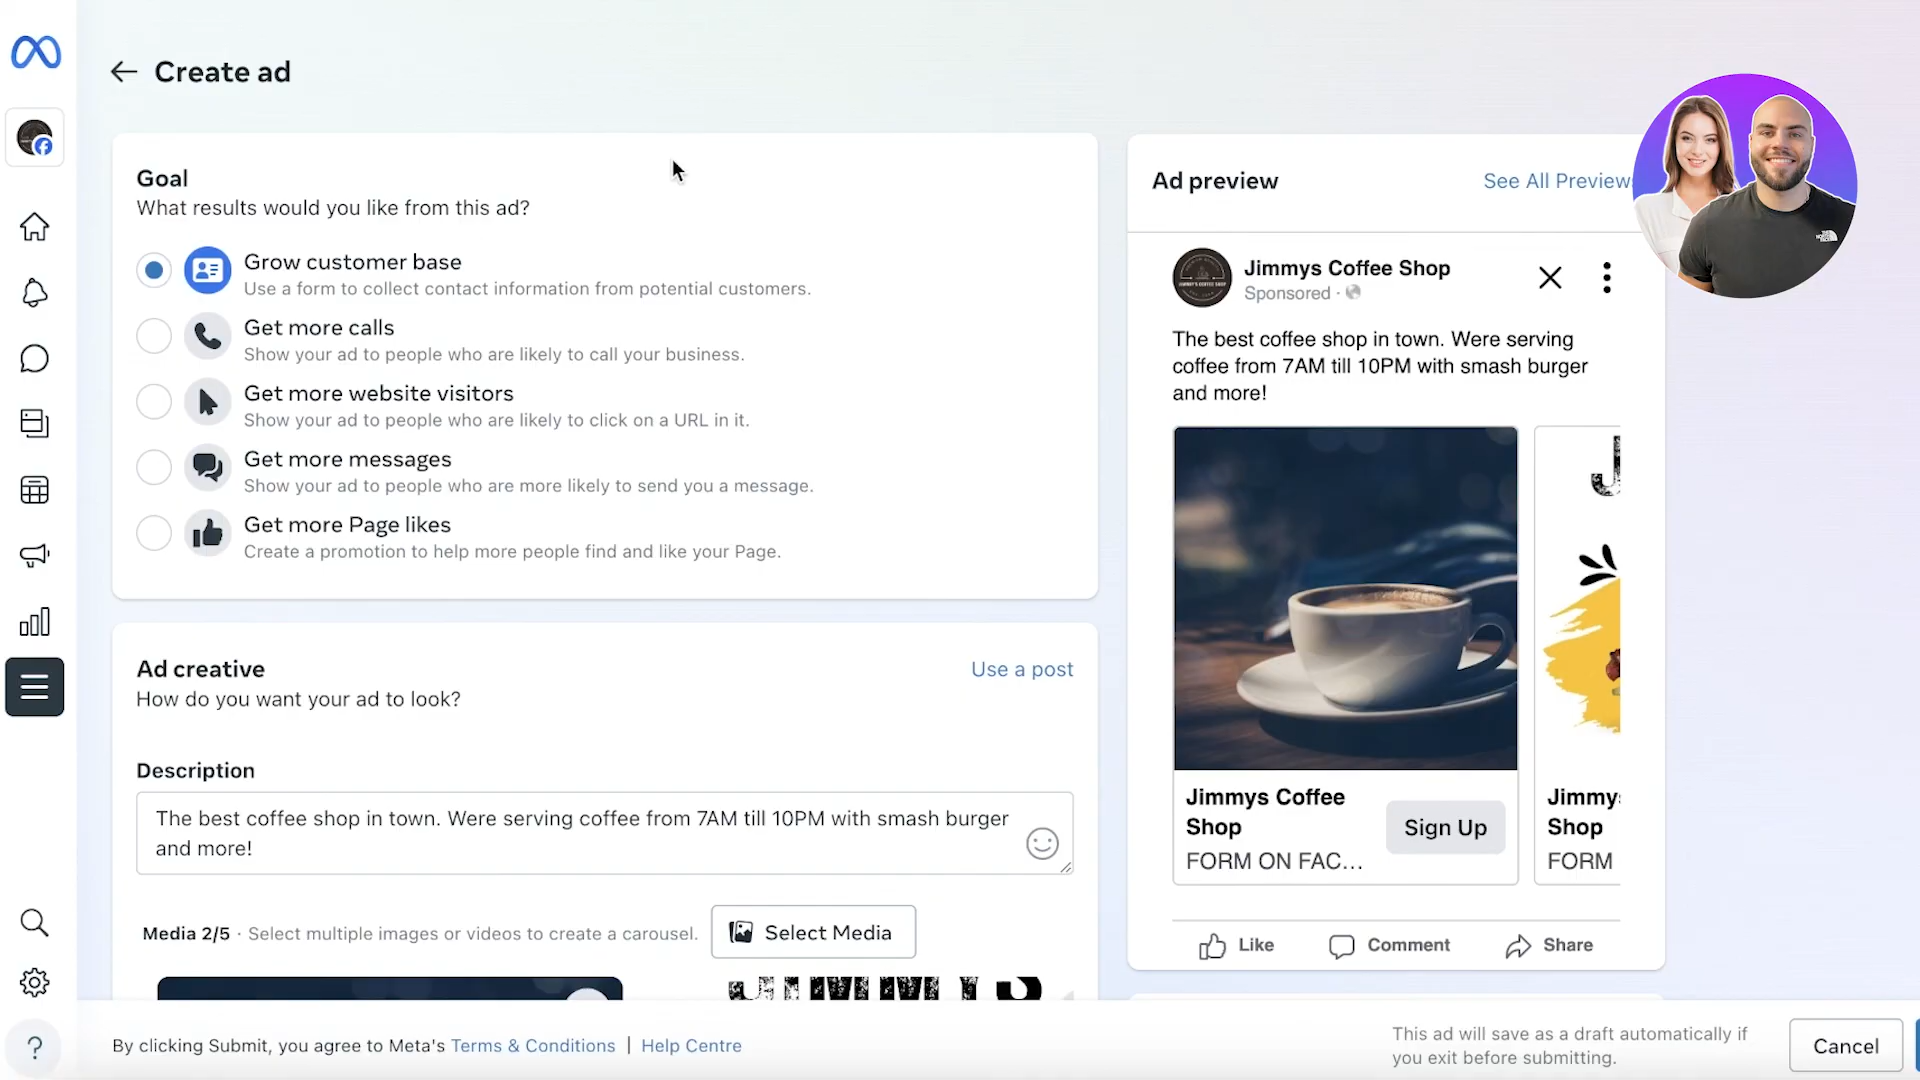 Create ad
Goal
What results would you like from this ad?
Grow customer base
Use a form to collect contact information from potential customers.
Get more calls
Show your ad to people who are likely to call your business.
Get more website visitors
Show your ad to people who are likely to click on a URL in it.
Get more messages
Show your ad to people who are more likely to send you a message.
Get more Page likes
Create a promotion to help more people find and like your Page.
Ad creative
Use a post
How do you want your ad to look?
Description
The best coffee shop in town. Were serving coffee from 7AM till 10PM with smash burger
and more!
Media 2/5 · Select multiple images or videos to create a carousel.
Select Media
JIMMYS
Ad preview
See All Preview
Jimmys Coffee Shop
Sponsored ·
The best coffee shop in town. Were serving
coffee from 7AM till 10PM with smash burger
and more!
J
Jimmys Coffee
Shop
FORM ON FAC...
Sign Up
Jimmy
Shop
FORM
Like
Comment
Share
By clicking Submit, you agree to Meta's Terms & Conditions | Help Centre
This ad will save as a draft automatically if
you exit before submitting.
Cancel